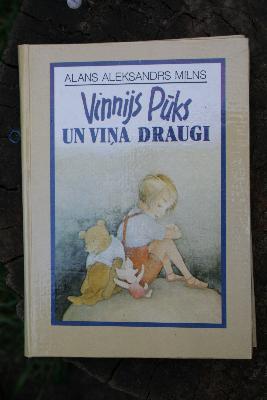 ALANS ALEKSANDRS MILNS
Vinnijs Pūks
UN VIŅA DRAUGI